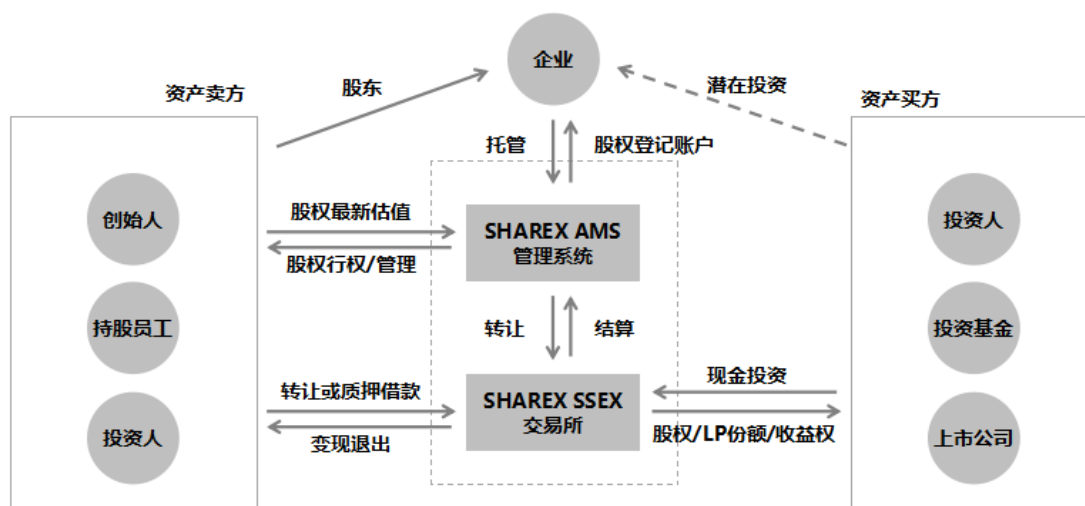 企业
股东
潜在投资
资产卖方
资产买方
托管
股权登记账户
创始人
股权最新估值
SHAREX AMS
管理系统
投资人
股权行权/管理
持股员工
转让
结算
投资基金
转让或质押借款
SHAREX SSEX
交易所
现金投资
投资人
变现退出
股权/LP份额/收益权
上市公司